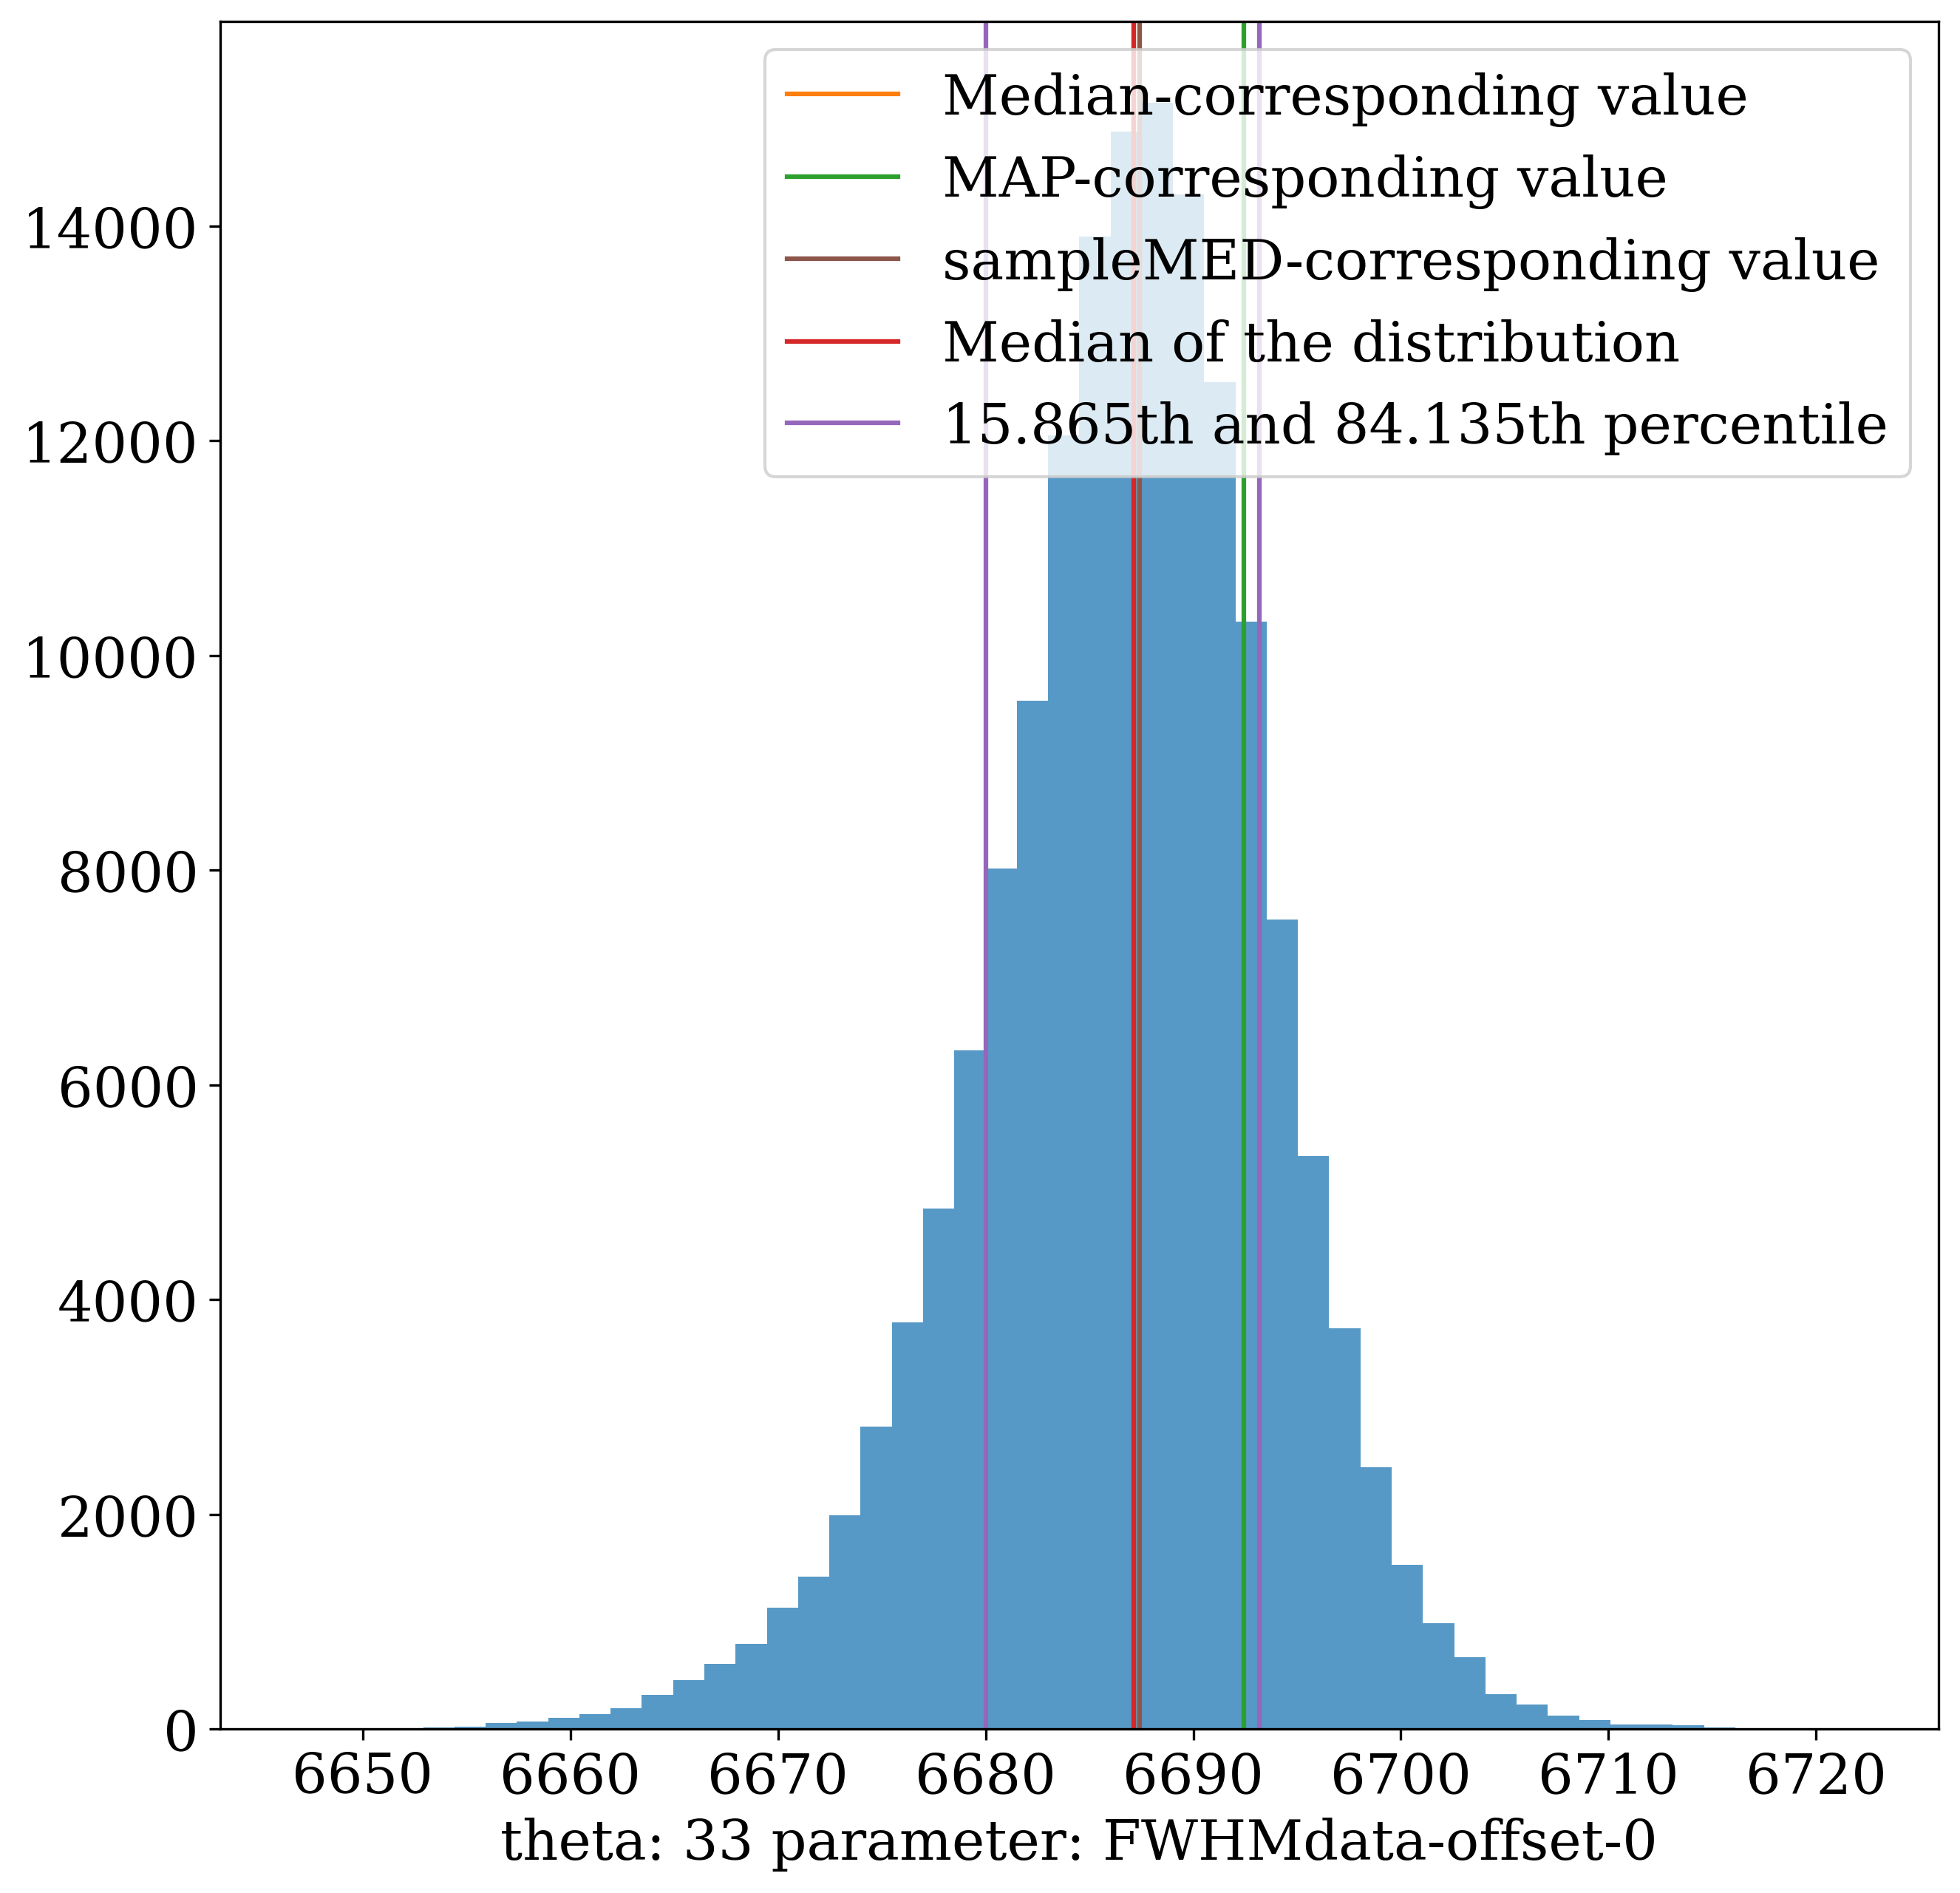 Median-corresponding value
MAP-corresponding value
sampleMED-corresponding value
Median of the distribution
15.865th and 84.135th percentile
14000
12000
10000
8000
6000
4000
2000
0
6650 6660 6670 6680 6690 6700 6710 6720
theta: 33 parameter: FWHMdata-offset-0